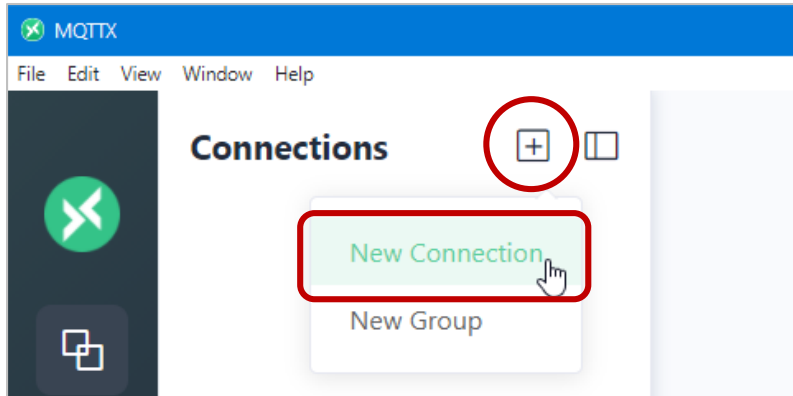 MQTTX
File Edit View Window Help
Connections
New Connection
New Group